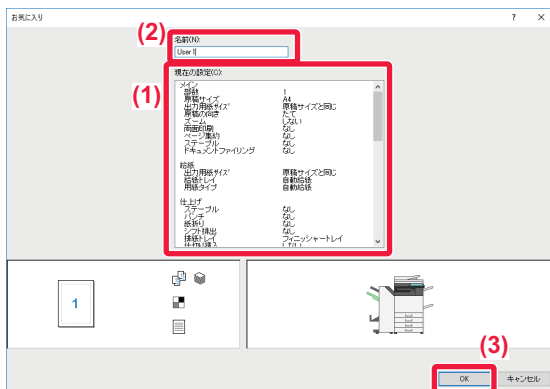 お気に入り
(2)
名前(N):
User 1
(1)
現在の設定(C):
メイン
部数 1
原稿サイズ A4
出力用紙サイズ 原稿サイズと同じ
原稿の向き たて
ズーム しない
両面印刷 なし
ページ集約 なし
ステープル なし
ドキュメントファイリング なし
給紙
出力用紙サイズ 原稿サイズと同じ
給紙トレイ 自動給紙
用紙タイプ 自動給紙
仕上げ
ステープル なし
パンチ なし
紙折り なし
シフト排出 なし
排紙トレイ フィニッシャートレイ
仕切り挿入 しない
1
(3)
OK キャンセル